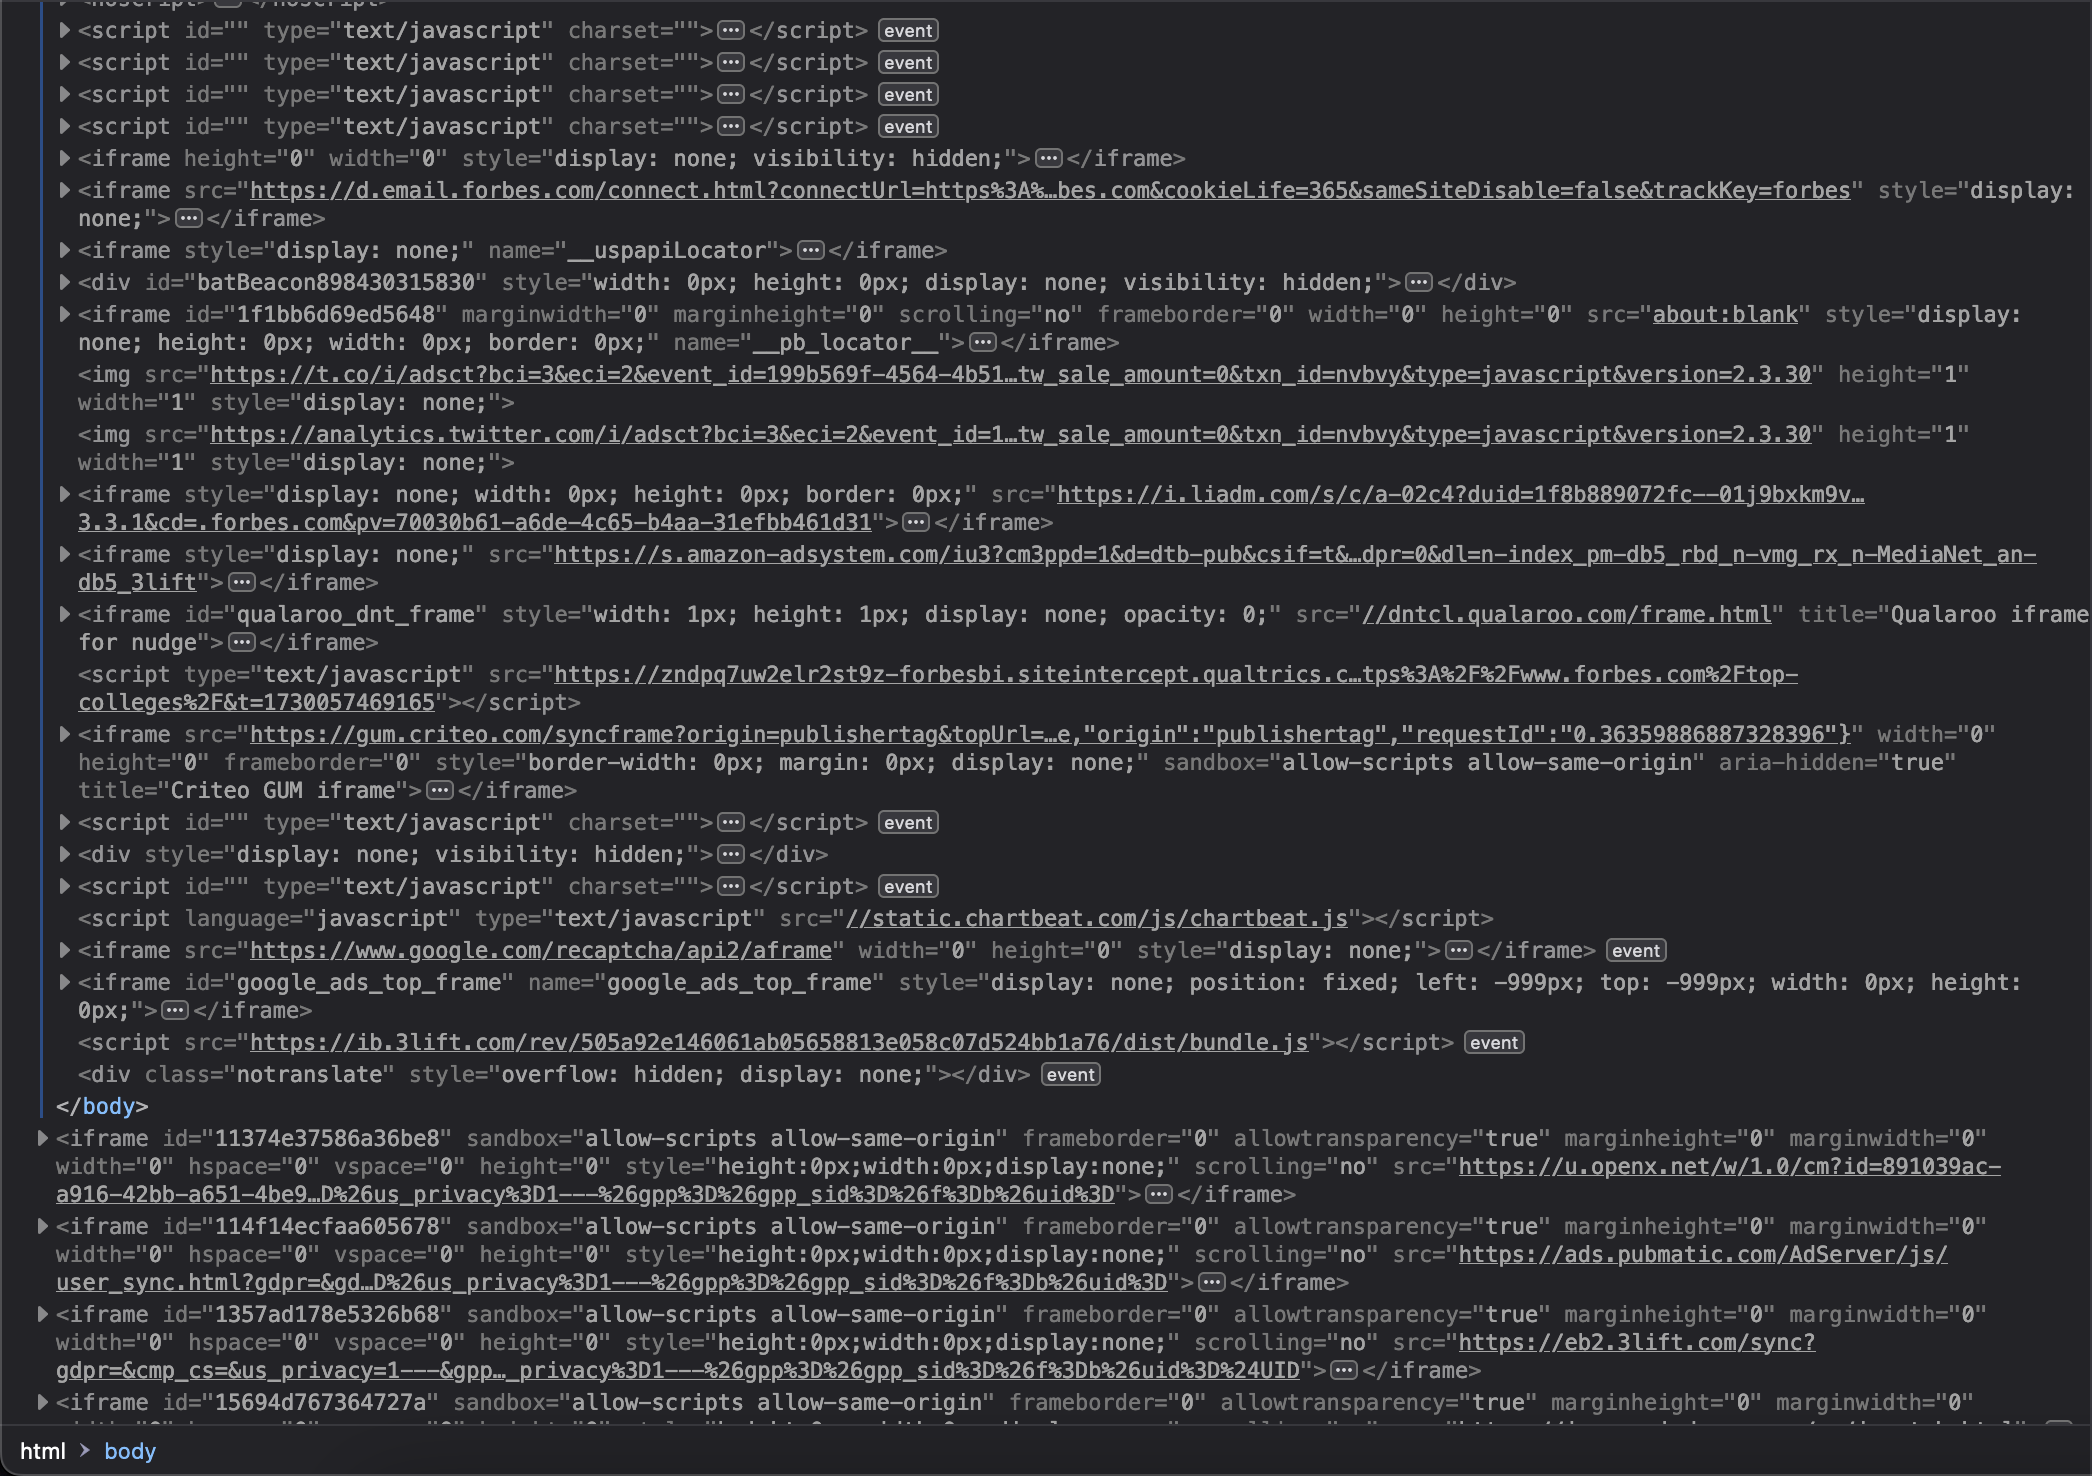 <noscript>…</noscript>
<script id="" type="text/javascript" charset="">…</script> event
<script id="" type="text/javascript" charset="">…</script> event
<script id="" type="text/javascript" charset="">…</script> event
<script id="" type="text/javascript" charset="">…</script> event
<iframe height="0" width="0" style="display: none; visibility: hidden;">…</iframe>
<iframe src="https://d.email.forbes.com/connect.html?connectUrl=https%3A%…bes.com&cookieLife=365&sameSiteDisable=false&trackKey=forbes" style="display:
none;">…</iframe>
<iframe style="display: none;" name="__uspapiLocator">…</iframe>
<div id="batBeacon898430315830" style="width: 0px; height: 0px; display: none; visibility: hidden;">…</div>
<iframe id="1f1bb6d69ed5648" marginwidth="0" marginheight="0" scrolling="no" frameborder="0" width="0" height="0" src="about:blank" style="display:
none; height: 0px; width: 0px; border: 0px;" name="__pb_locator__">…</iframe>
<img src="https://t.co/i/adsct?bci=3&eci=2&event_id=199b569f-4564-4b51…tw_sale_amount=0&txn_id=nvbvy&type=javascript&version=2.3.30" height="1"
width="1" style="display: none;">
<img src="https://analytics.twitter.com/i/adsct?bci=3&eci=2&event_id=1…tw_sale_amount=0&txn_id=nvbvy&type=javascript&version=2.3.30" height="1"
width="1" style="display: none;">
<iframe style="display: none; width: 0px; height: 0px; border: 0px;" src="https://i.liadm.com/s/c/a-02c4?duid=1f8b889072fc--01j9bxkm9v…
3.3.1&cd=.forbes.com&pv=70030b61-a6de-4c65-b4aa-31efbb461d31">…</iframe>
<iframe style="display: none;" src="https://s.amazon-adsystem.com/iu3?cm3ppd=1&d=dtb-pub&csif=t&…dpr=0&dl=n-index_pm-db5_rbd_n-vmg_rx_n-MediaNet_an-
db5_3lift">…</iframe>
<iframe id="qualaroo_dnt_frame" style="width: 1px; height: 1px; display: none; opacity: 0;" src="//dntcl.qualaroo.com/frame.html" title="Qualaroo iframe
for nudge">…</iframe>
<script type="text/javascript" src="https://zndpq7uw2elr2st9z-forbesbi.siteintercept.qualtrics.c…tps%3A%2F%2Fwww.forbes.com%2Ftop-
colleges%2F&t=1730057469165"></script>
<iframe src="https://gum.criteo.com/syncframe?origin=publishertag&topUrl=…e,"origin":"publishertag","requestId":"0.36359886887328396"}" width="0"
height="0" frameborder="0" style="border-width: 0px; margin: 0px; display: none;" sandbox="allow-scripts allow-same-origin" aria-hidden="true"
title="Criteo GUM iframe">…</iframe>
<script id="" type="text/javascript" charset="">…</script> event
<div style="display: none; visibility: hidden;">…</div>
<script id="" type="text/javascript" charset="">…</script> event
<script language="javascript" type="text/javascript" src="//static.chartbeat.com/js/chartbeat.js"></script>
<iframe src="https://www.google.com/recaptcha/api2/aframe" width="0" height="0" style="display: none;">…</iframe> event
<iframe id="google_ads_top_frame" name="google_ads_top_frame" style="display: none; position: fixed; left: -999px; top: -999px; width: 0px; height:
0px;">…</iframe>
<script src="https://ib.3lift.com/rev/505a92e146061ab05658813e058c07d524bb1a76/dist/bundle.js"></script> event
<div class="notranslate" style="overflow: hidden; display: none;"></div> event
</body>
<iframe id="11374e37586a36be8" sandbox="allow-scripts allow-same-origin" frameborder="0" allowtransparency="true" marginheight="0" marginwidth="0"
width="0" hspace="0" vspace="0" height="0" style="height:0px;width:0px;display:none;" scrolling="no" src="https://u.openx.net/w/1.0/cm?id=891039ac-
a916-42bb-a651-4be9…D%26us_privacy%3D1---%26gpp%3D%26gpp_sid%3D%26f%3Db%26uid%3D">…</iframe>
<iframe id="114f14ecfaa605678" sandbox="allow-scripts allow-same-origin" frameborder="0" allowtransparency="true" marginheight="0" marginwidth="0"
width="0" hspace="0" vspace="0" height="0" style="height:0px;width:0px;display:none;" scrolling="no" src="https://ads.pubmatic.com/AdServer/js/
user_sync.html?gdpr=&gd…D%26us_privacy%3D1---%26gpp%3D%26gpp_sid%3D%26f%3Db%26uid%3D">…</iframe>
<iframe id="1357ad178e5326b68" sandbox="allow-scripts allow-same-origin" frameborder="0" allowtransparency="true" marginheight="0" marginwidth="0"
width="0" hspace="0" vspace="0" height="0" style="height:0px;width:0px;display:none;" scrolling="no" src="https://eb2.3lift.com/sync?
gdpr=&cmp_cs=&us_privacy=1---&gpp…_privacy%3D1---%26gpp%3D%26gpp_sid%3D%26f%3Db%26uid%3D%24UID">…</iframe>
<iframe id="15694d767364727a" sandbox="allow-scripts allow-same-origin" frameborder="0" allowtransparency="true" marginheight="0" marginwidth="0"
html > body